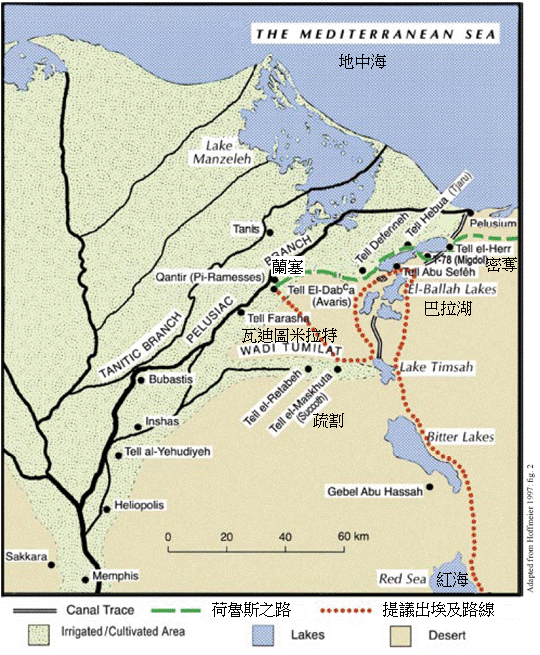 THE MEDITERRANEAN SEA
地中海
Lake
Manzeleh
Tanis
Tell Defenneh
Tell Hebua (Tjaru)
Pelusium
BRANCH
蘭塞
Qantir (Pi-Ramesses)
Tell El-Dabᶜa
(Avaris)
Tell el-Herr
T-78 (Migdol)
密奪
Tell Abu Sefêh
El-Ballah Lakes
巴拉湖
TANITIC BRANCH
PELUSIAC
Tell Farasha
瓦迪圖米拉特
WADI TUMILAT
Lake Timsah
Bubastis
Tell el-Retabeh
Tell el-Maskhuta
(Succoth)
疏割
Inshas
Tell al-Yehudiyeh
Bitter Lakes
Gebel Abu Hassah
Heliopolis
0 20 40 60 km
Sakkara
Memphis
Red Sea
紅海
Adapted from Hoffmeier 1997: fig. 2
Canal Trace
荷魯斯之路
提議出埃及路線
Irrigated/Cultivated Area
Lakes
Desert